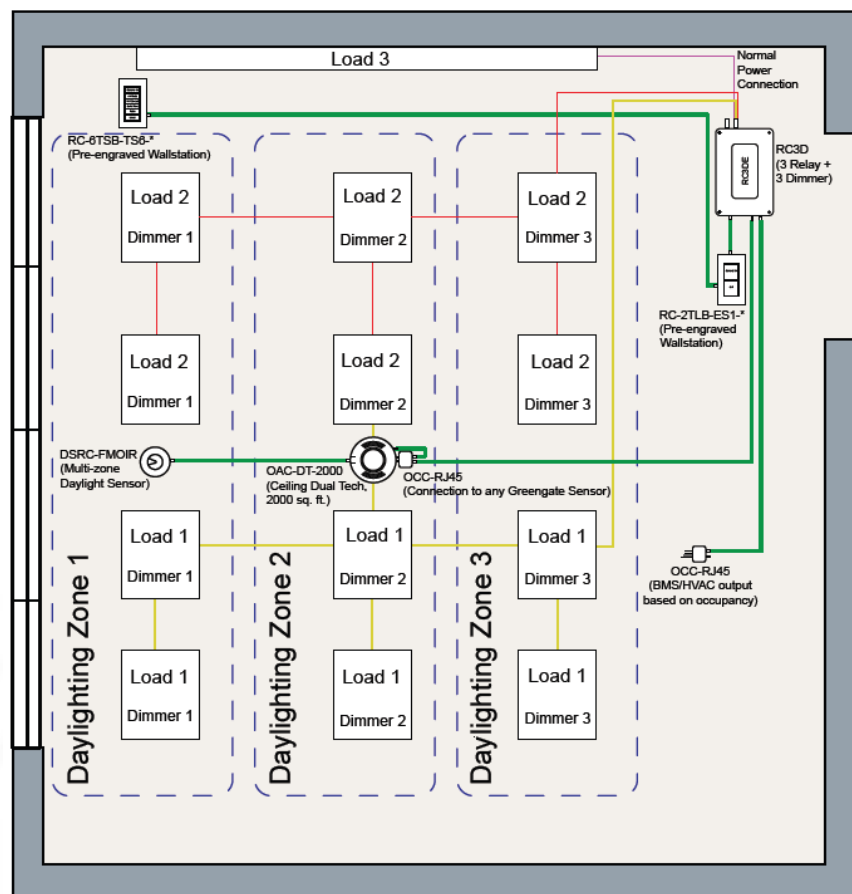 Load 3
Normal
Power
Connection
RC-6TSB-TS6-*
(Pre-engraved Wallstation)
RC3DE
RC3D
(3 Relay +
3 Dimmer)
Load 2
Dimmer 1
Load 2
Dimmer 2
Load 2
Dimmer 3
RC-2TLB-ES1-*
(Pre-engraved
Wallstation)
Load 2
Dimmer 1
Load 2
Dimmer 2
Load 2
Dimmer 3
DSRC-FMOIR
(Multi-zone
Daylight Sensor)
OAC-DT-2000
(Ceiling Dual Tech,
2000 sq. ft.)
OCC-RJ45
(Connection to any Greengate Sensor)
Load 1
Dimmer 1
Load 1
Dimmer 2
Load 1
Dimmer 3
OCC-RJ45
(BMS/HVAC output
based on occupancy)
Load 1
Dimmer 1
Load 1
Dimmer 2
Load 1
Dimmer 3
Daylighting Zone 1
Daylighting Zone 2
Daylighting Zone 3